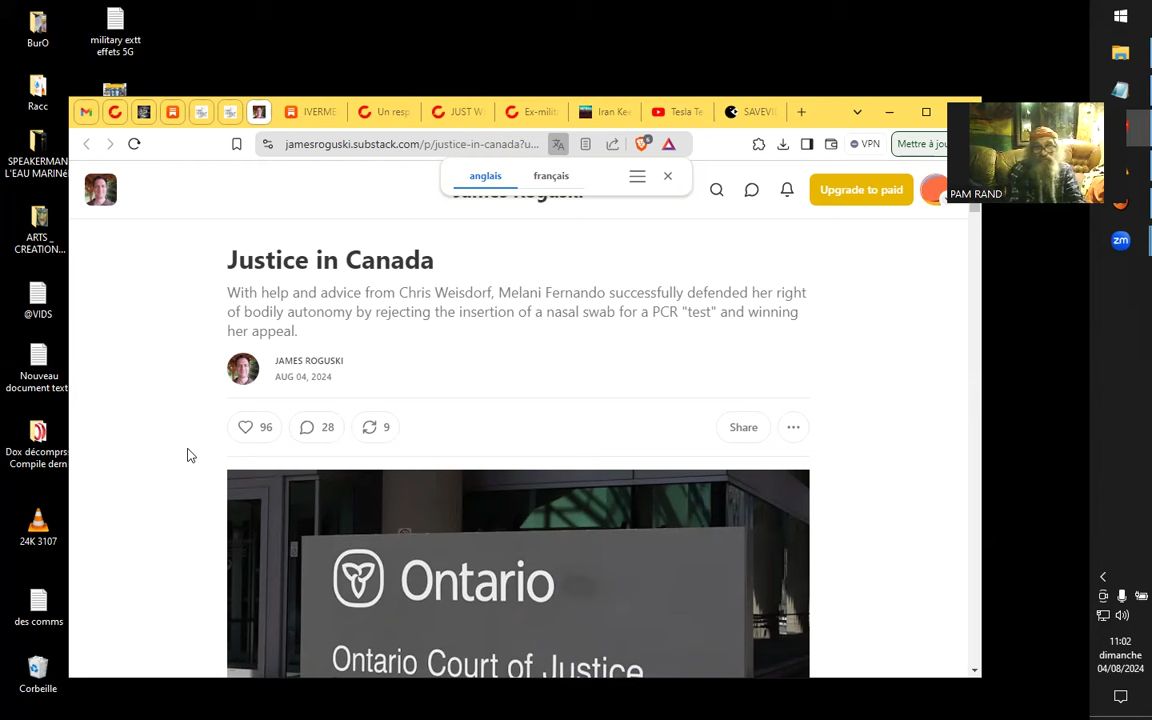 BurO
military extt
effets 5G
Racc
SPEAKERMAN
L'EAU MARINE
ARTS _
CREATION...
@VIDS
Nouveau
document text
Dox décomprs
Compile dern
24K 3107
des comms
Corbeille
IVERME
Un resp
JUST W
Ex-milit
Iran Kee
Tesla Te
SAVEVID
jamesroguski.substack.com/p/justice-in-canada?u...
VPN
Mettre à jou
anglais
français
Upgrade to paid
PAM RAND
zm
Justice in Canada
With help and advice from Chris Weisdorf, Melani Fernando successfully defended her right
of bodily autonomy by rejecting the insertion of a nasal swab for a PCR "test" and winning
her appeal.
JAMES ROGUSKI
AUG 04, 2024
96
28
9
Share
Ontario
Ontario Court of Justice
11:02
dimanche
04/08/2024